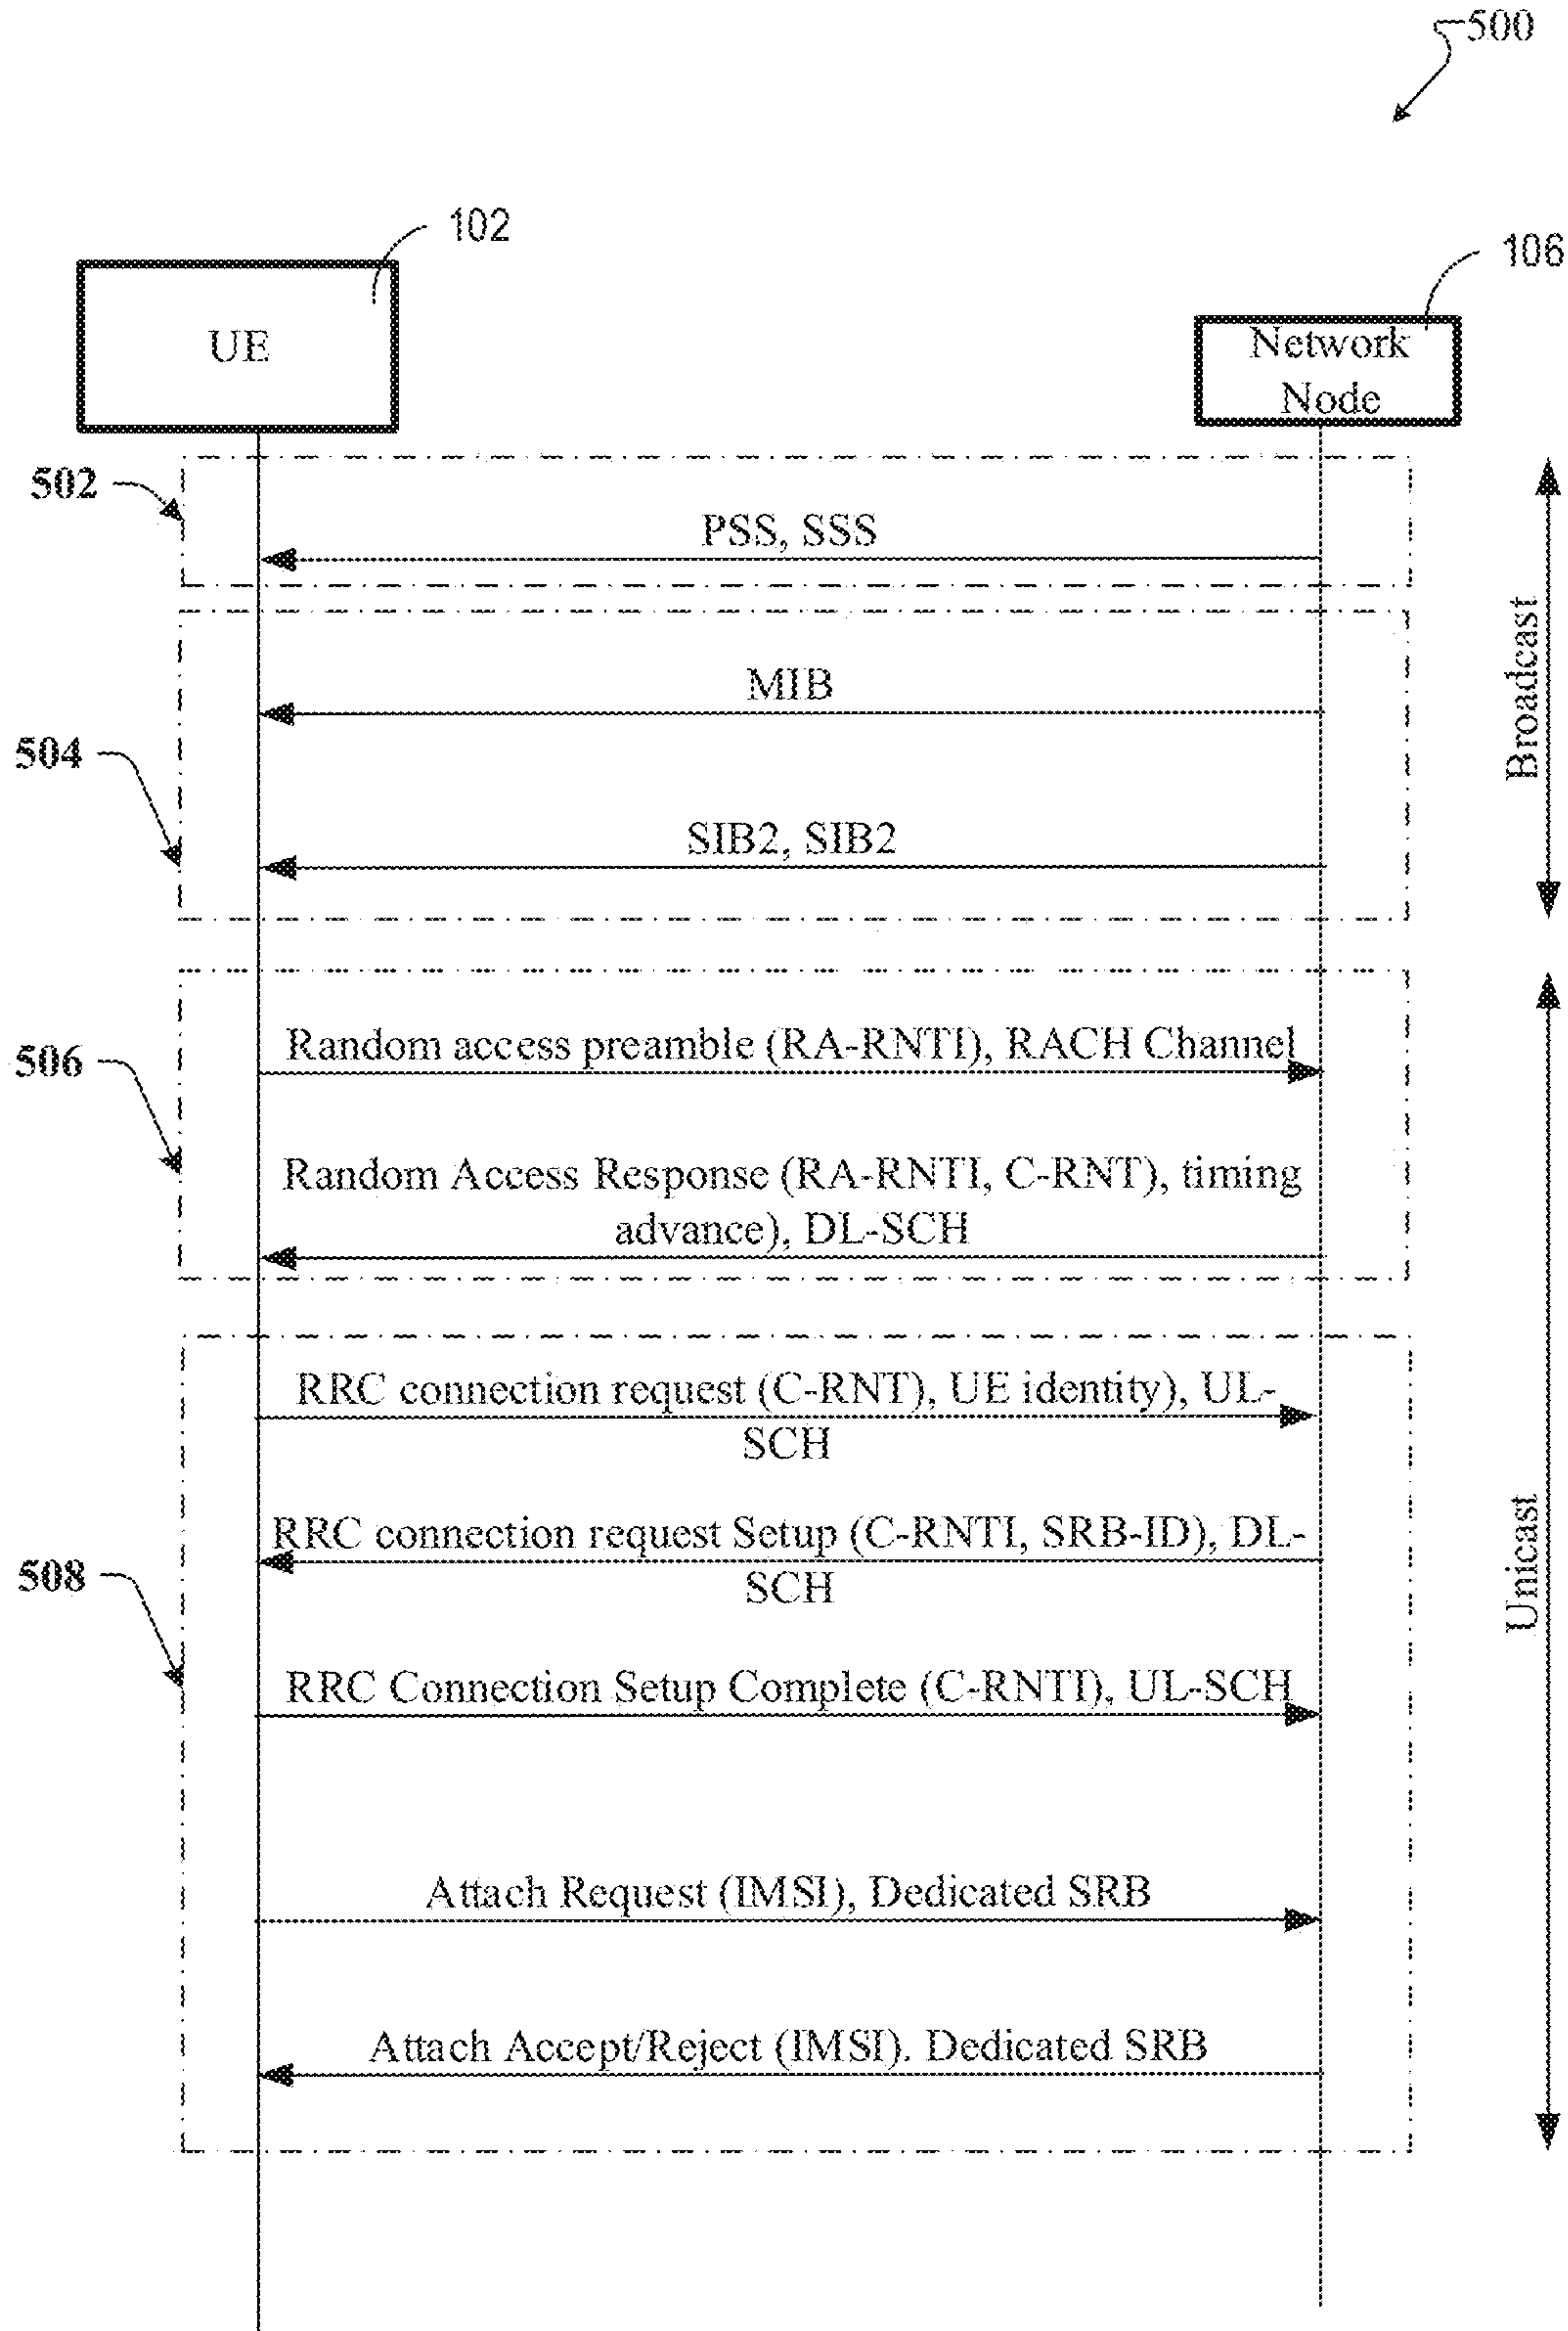 500
102
106
UE
Network
Node
502
PSS, SSS
MIB
504
SIB2, SIB2
Broadcast
506
Random access preamble (RA-RNTI), RACH Channel
Random Access Response (RA-RNTI, C-RNT), timing
advance), DL-SCH
RRC connection request (C-RNT), UE identity), UL-
SCH
RRC connection request Setup (C-RNTI, SRB-ID), DL-
SCH
508
Unicast
RRC Connection Setup Complete (C-RNTI), UL-SCH
Attach Request (IMSI), Dedicated SRB
Attach Accept/Reject (IMSI). Dedicated SRB